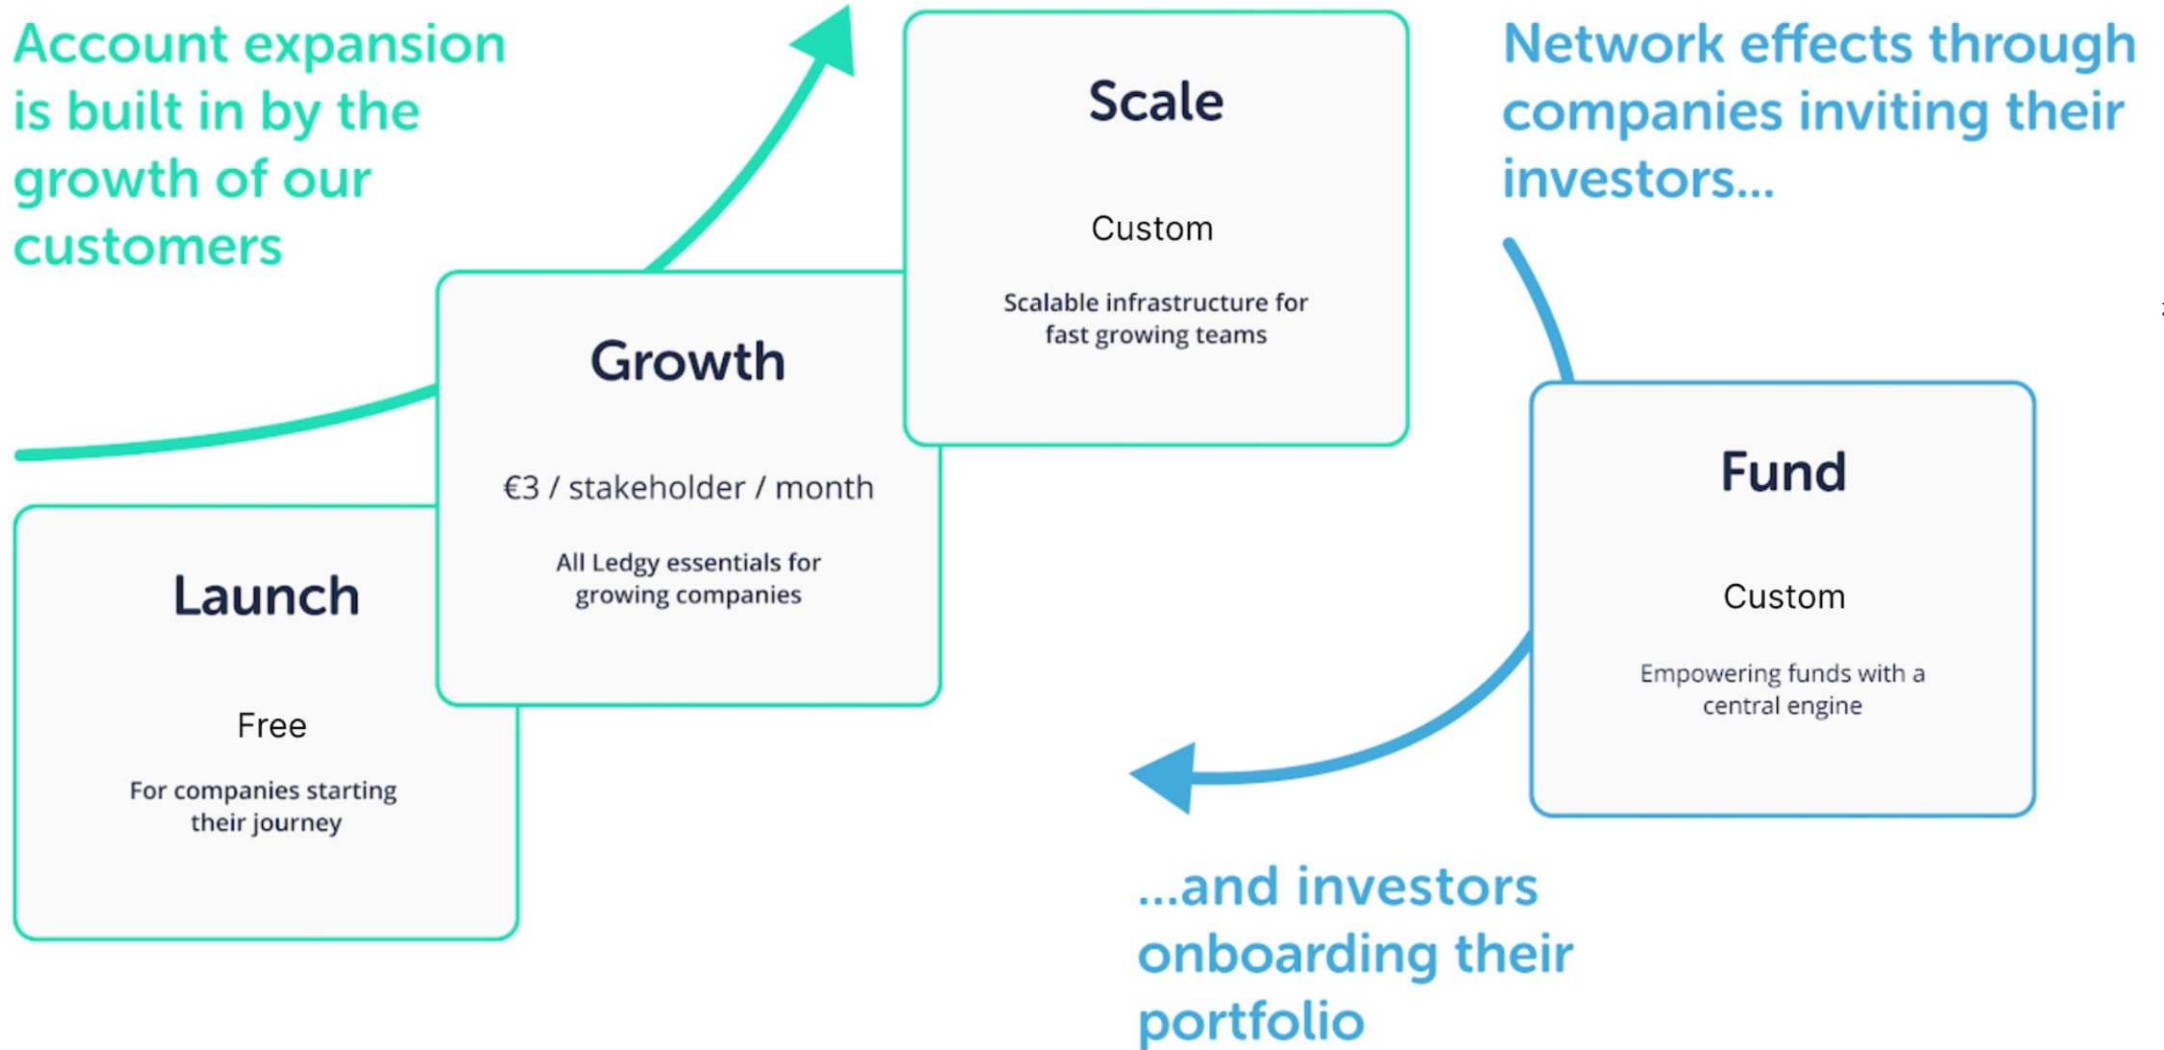 Account expansion
is built in by the
growth of our
customers
Launch
Free
For companies starting
their journey
Growth
€3 / stakeholder / month
All Ledgy essentials for
growing companies
Scale
Custom
Scalable infrastructure for
fast growing teams
Network effects through
companies inviting their
investors...
Fund
Custom
Empowering funds with a
central engine
...and investors
onboarding their
portfolio